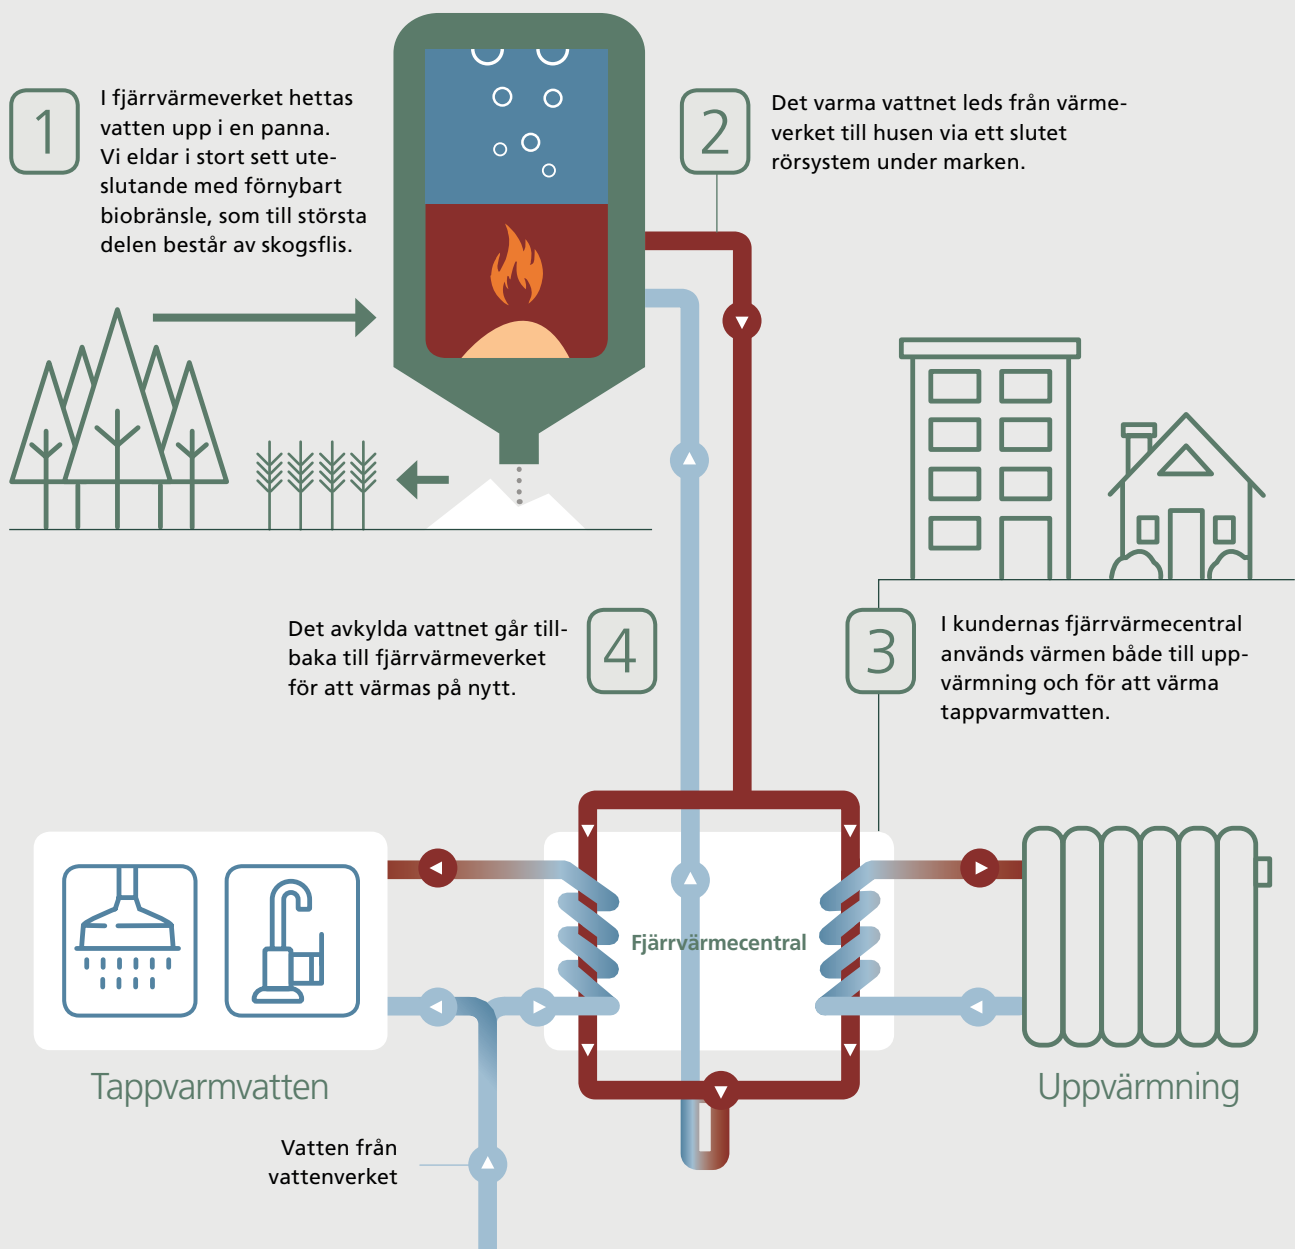 1
I fjärrvärmeverket hettas
vatten upp i en panna.
Vi eldar i stort sett ute-
slutande med förnybart
biobränsle, som till största
delen består av skogsflis.
2
Det varma vattnet leds från värme-
verket till husen via ett slutet
rörsystem under marken.
3
I kundernas fjärrvärmecentral
används värmen både till upp-
värmning och för att värma
tappvarmvatten.
4
Det avkylda vattnet går till-
baka till fjärrvärmeverket
för att värmas på nytt.
Fjärrvärmecentral
Tappvarmvatten
Uppvärmning
Vatten från
vattenverket